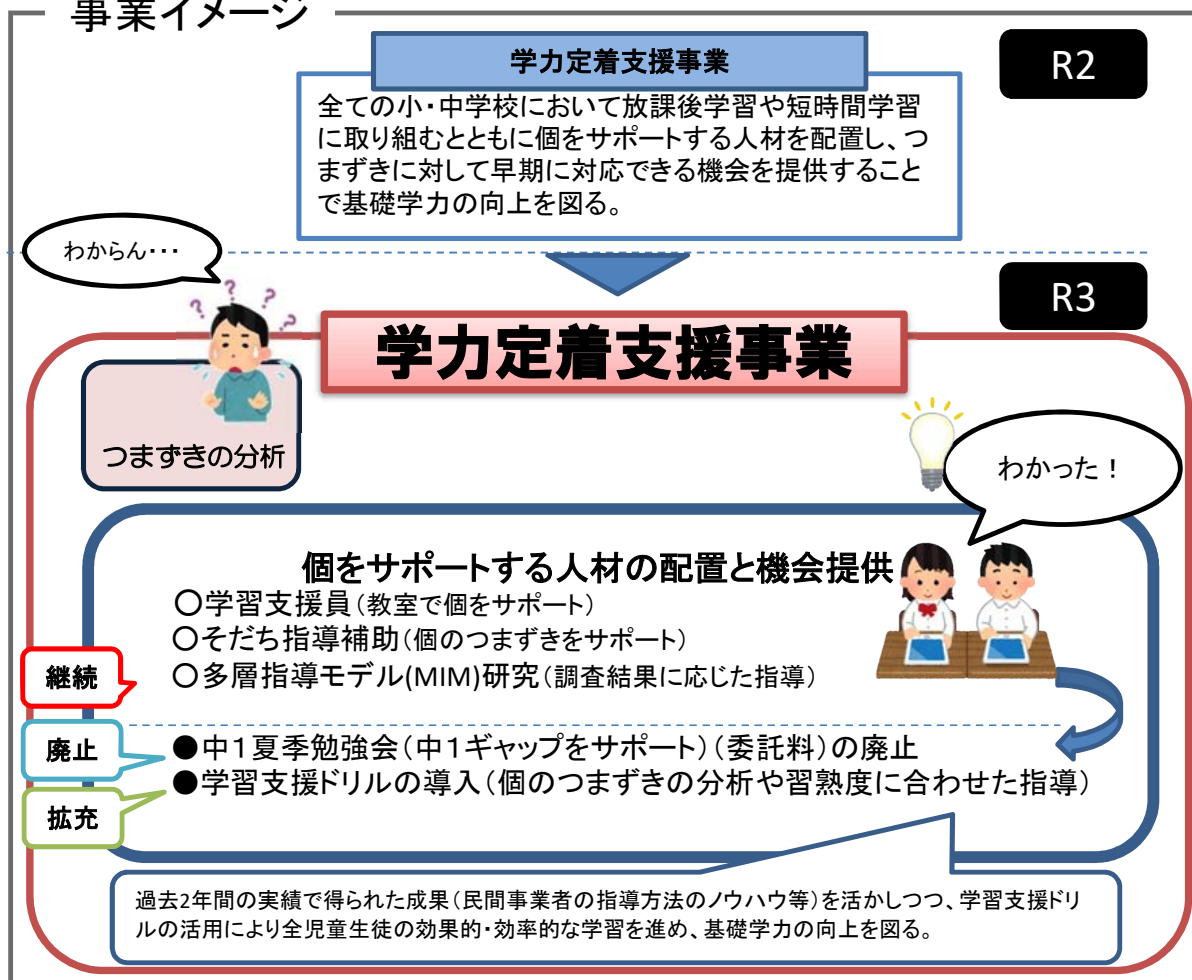 事業イメージ
学力定着支援事業
R2
全ての小・中学校において放課後学習や短時間学習
に取り組むとともに個をサポートする人材を配置し、つ
まずきに対して早期に対応できる機会を提供すること
で基礎学力の向上を図る。
わからん・・・
R3
? ? ? ?
学力定着支援事業
つまずきの分析
わかった！
個をサポートする人材の配置と機会提供
〇学習支援員（教室で個をサポート）
〇そだち指導補助（個のつまずきをサポート）
継続
〇多層指導モデル(MIM)研究（調査結果に応じた指導）
廃止
●中１夏季勉強会（中１ギャップをサポート）（委託料）の廃止
●学習支援ドリルの導入（個のつまずきの分析や習熟度に合わせた指導）
拡充
過去2年間の実績で得られた成果（民間事業者の指導方法のノウハウ等）を活かしつつ、学習支援ドリ
ルの活用により全児童生徒の効果的・効率的な学習を進め、基礎学力の向上を図る。